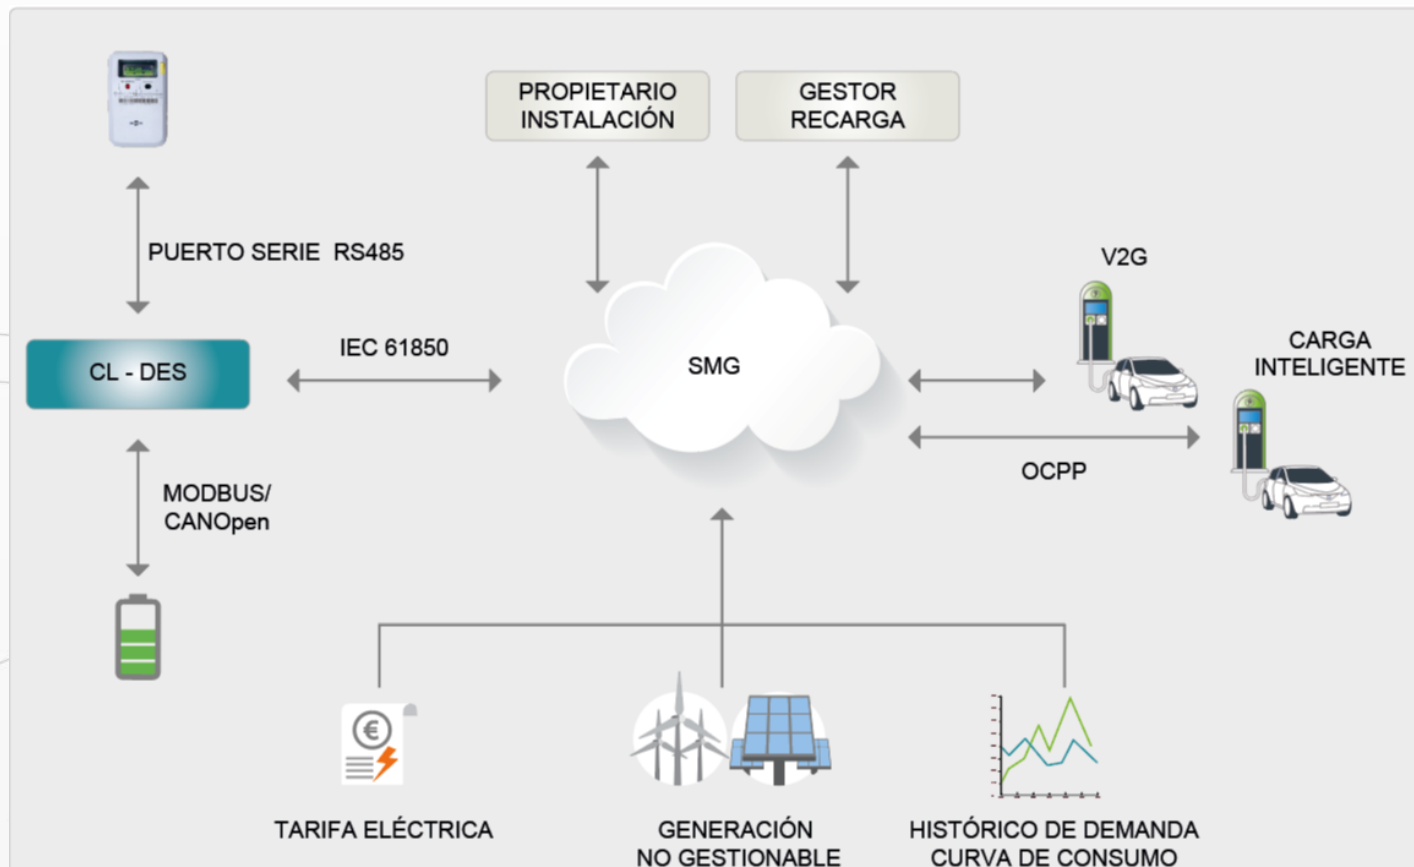 PROPIETARIO
INSTALACIÓN
GESTOR
RECARGA
PUERTO SERIE RS485
V2G
CL - DES
IEC 61850
SMG
CARGA
INTELIGENTE
OCPP
MODBUS/
CANOpen
€
TARIFA ELÉCTRICA
GENERACIÓN
NO GESTIONABLE
HISTÓRICO DE DEMANDA
CURVA DE CONSUMO